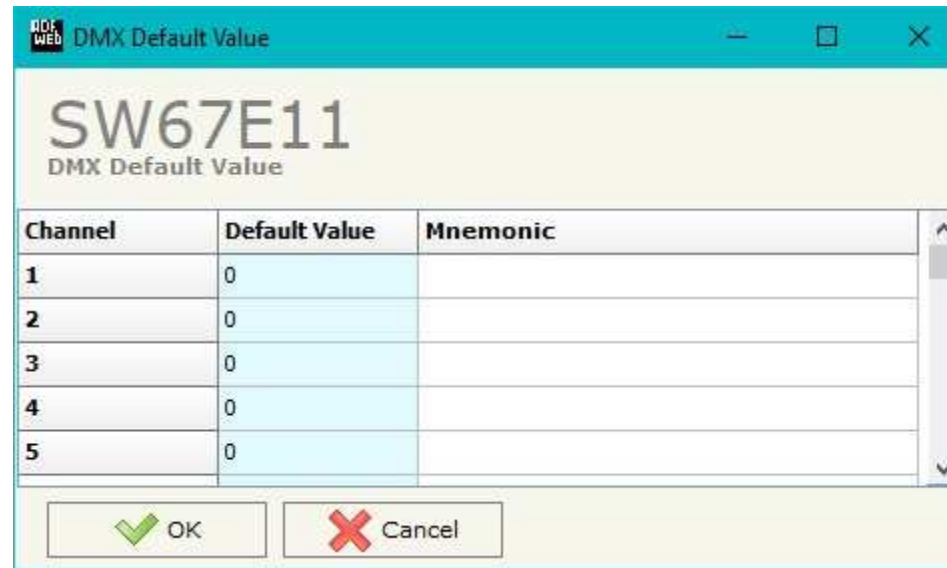 ADF
WEB DMX Default Value
SW67E11
DMX Default Value
Channel Default Value Mnemonic
1 0
2 0
3 0
4 0
5 0
OK Cancel